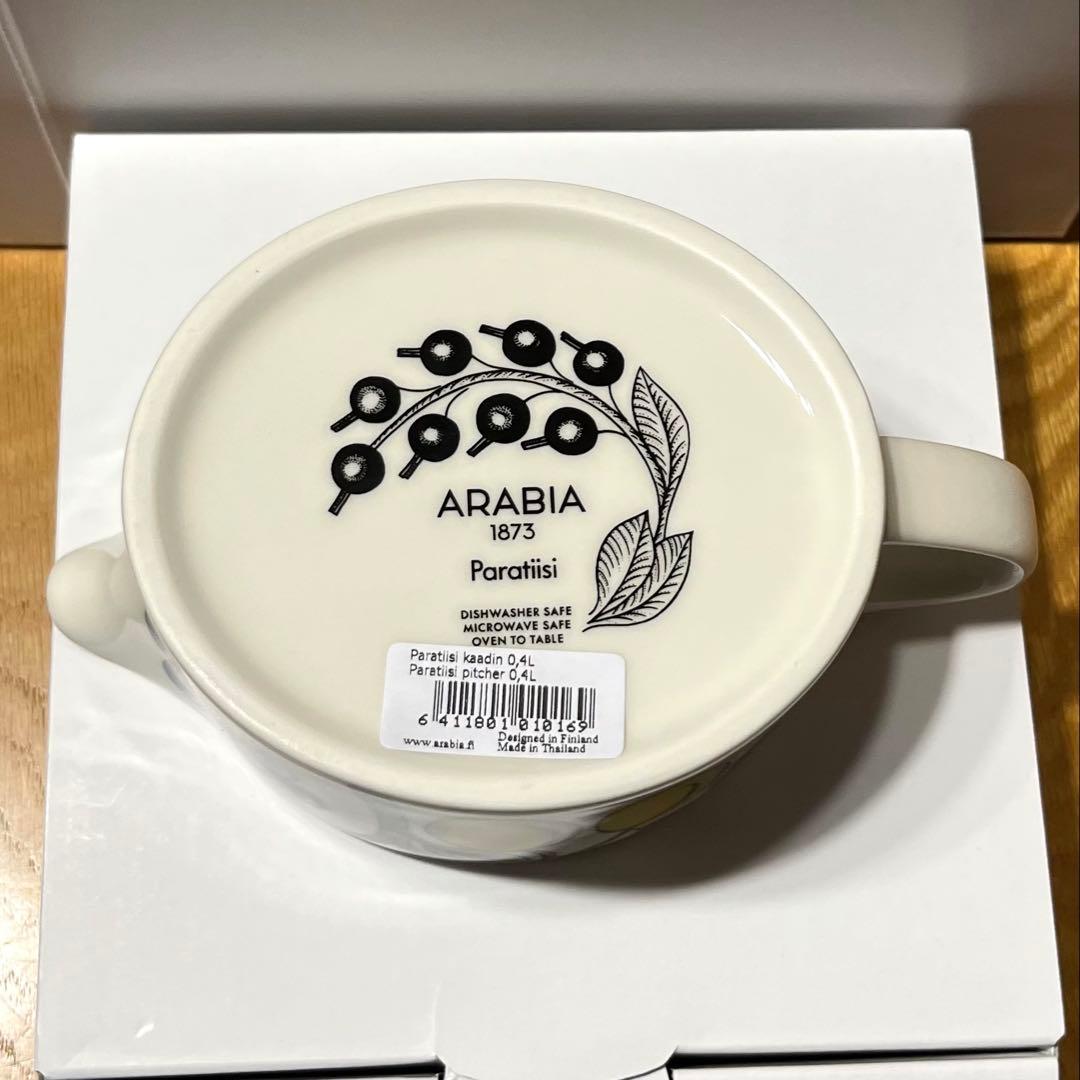 ARABIA
1873
Paratiisi
DISHWASHER SAFE
MICROWAVE SAFE
OVEN TO TABLE
Paratiisi kaadin 0,4L
Paratiisi pitcher 0,4L
6 411801 010169
www.arabia.fi
Designed in Finland
Made in Thailand